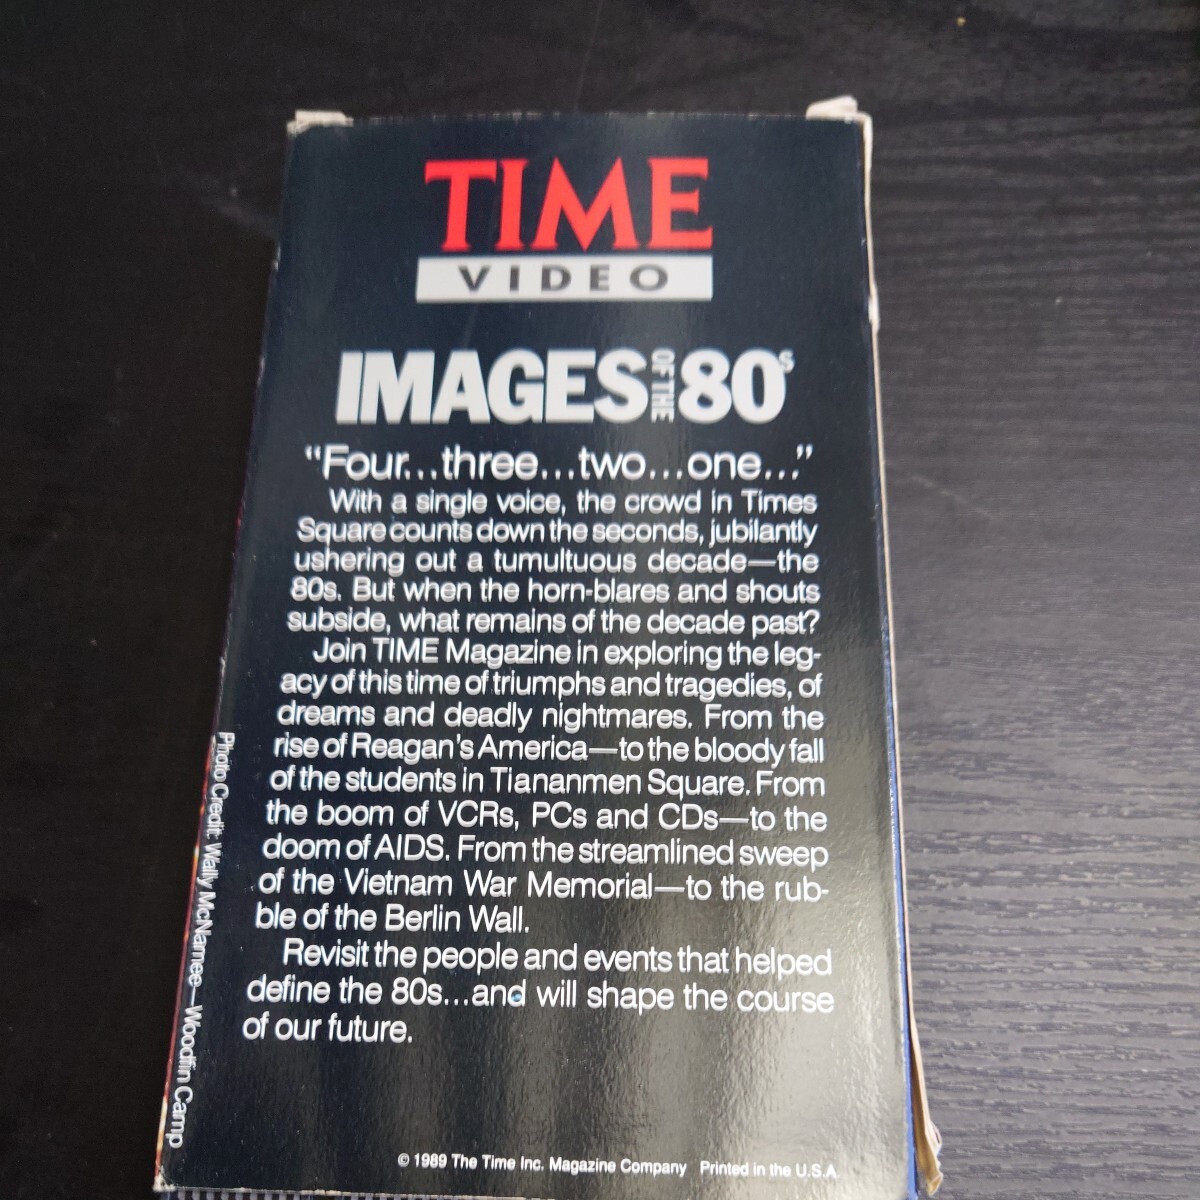 TIME
VIDEO
IMAGES OF THE 80s
“Four...three...two...one...”
With a single voice, the crowd in Times
Square counts down the seconds, jubilantly
ushering out a tumultuous decade—the
80s. But when the horn-blares and shouts
subside, what remains of the decade past?
Join TIME Magazine in exploring the leg-
acy of this time of triumphs and tragedies, of
dreams and deadly nightmares. From the
rise of Reagan's America—to the bloody fall
of the students in Tiananmen Square. From
the boom of VCRs, PCs and CDs—to the
doom of AIDS. From the streamlined sweep
of the Vietnam War Memorial—to the rub-
ble of the Berlin Wall.
Revisit the people and events that helped
define the 80s...and will shape the course
of our future.
Photo Credit: Wally McNamee—Woodfin Camp
© 1989 The Time Inc. Magazine Company Printed in the U.S.A.